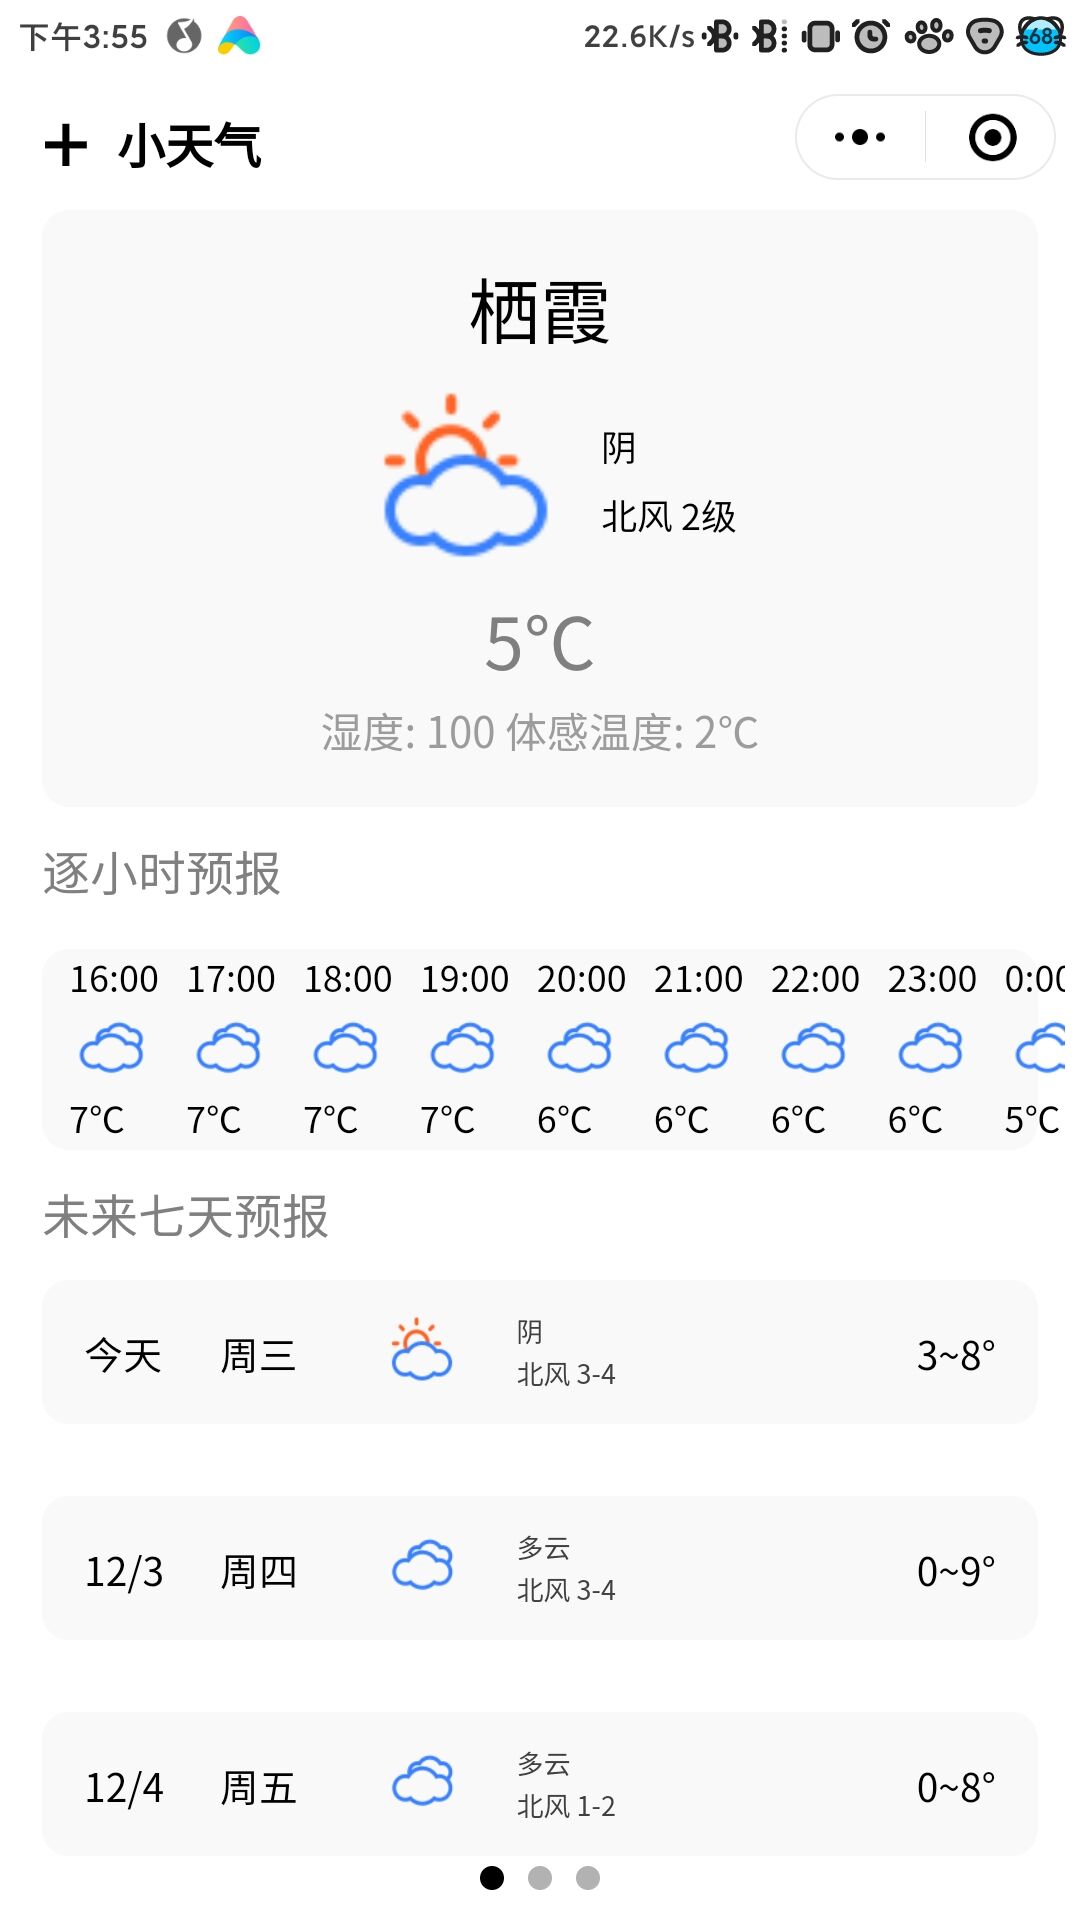 下午3:55 22.6K/s 68
小天气
栖霞
阴
北风 2级
5°C
湿度: 100 体感温度: 2°C
逐小时预报
16:00 17:00 18:00 19:00 20:00 21:00 22:00 23:00 0:00
7°C 7°C 7°C 7°C 6°C 6°C 6°C 6°C 5°C
未来七天预报
今天 周三 阴 3~8°
北风 3-4
12/3 周四 多云 0~9°
北风 3-4
12/4 周五 多云 0~8°
北风 1-2